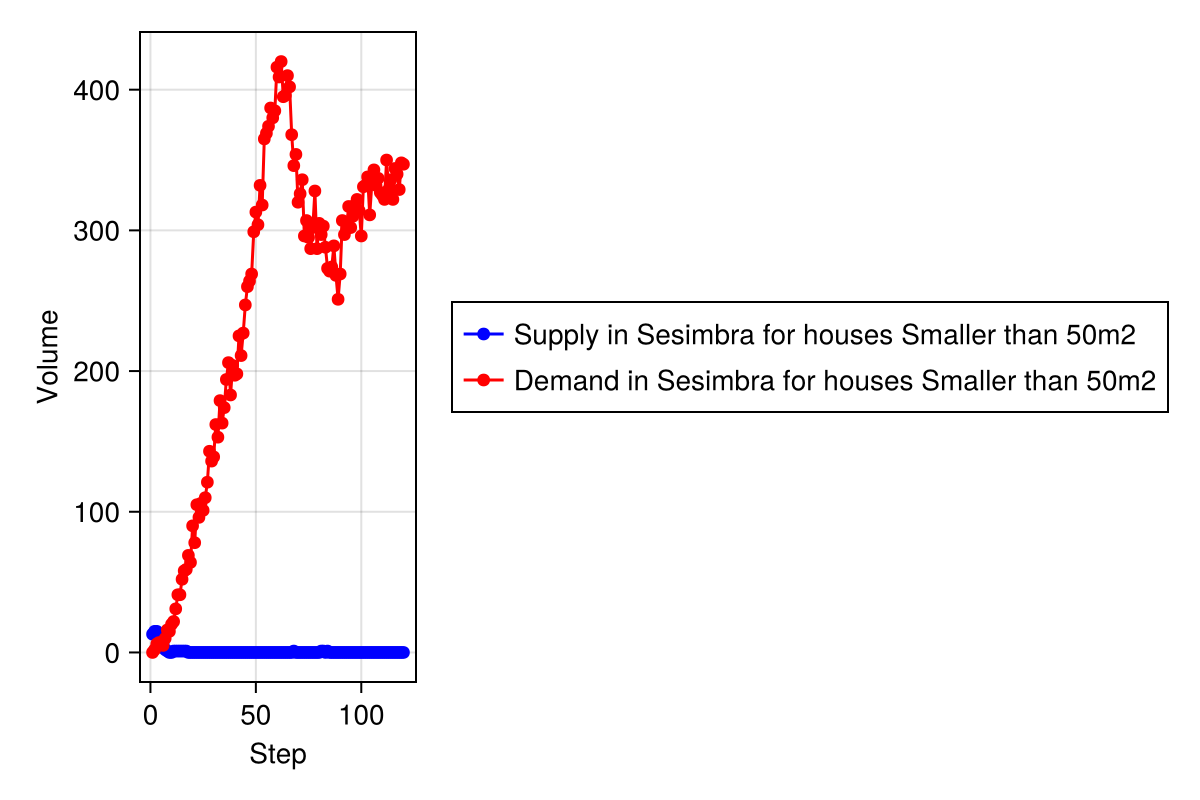 400
300
200
100
0
Volume
0 50 100
Step
Supply in Sesimbra for houses Smaller than 50m2
Demand in Sesimbra for houses Smaller than 50m2